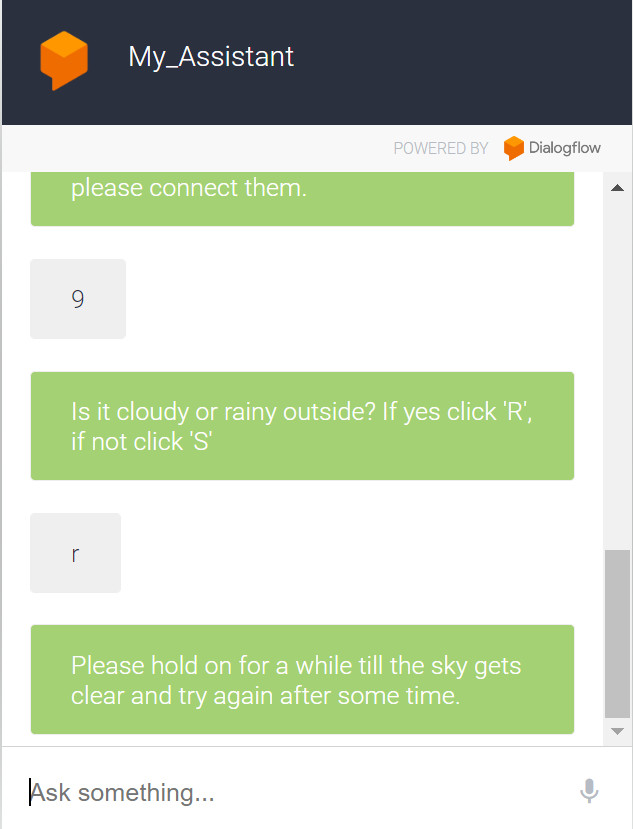 My_Assistant
POWERED BY Dialogflow
please connect them.
9
Is it cloudy or rainy outside? If yes click 'R',
if not click 'S'
r
Please hold on for a while till the sky gets
clear and try again after some time.
Ask something...